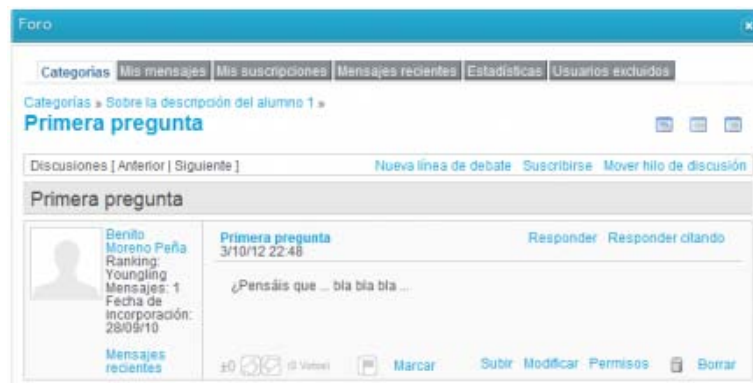 Foro
Categorías Mis mensajes Mis suscripciones Mensajes recientes Estadísticas Usuarios excluidos
Categorías » Sobre la descripción del alumno 1 »
Primera pregunta
Discusiones [ Anterior | Siguiente ] Nueva línea de debate Suscribirse Mover hilo de discusión
Primera pregunta
Benito
Moreno Peña
Ranking:
Youngling
Mensajes: 1
Fecha de
incorporación:
28/09/10
Mensajes
recientes
Primera pregunta Responder Responder citando
3/10/12 22:48
¿Pensáis que ... bla bla bla ...
±0 (0 Votos) Marcar Subir Modificar Permisos Borrar